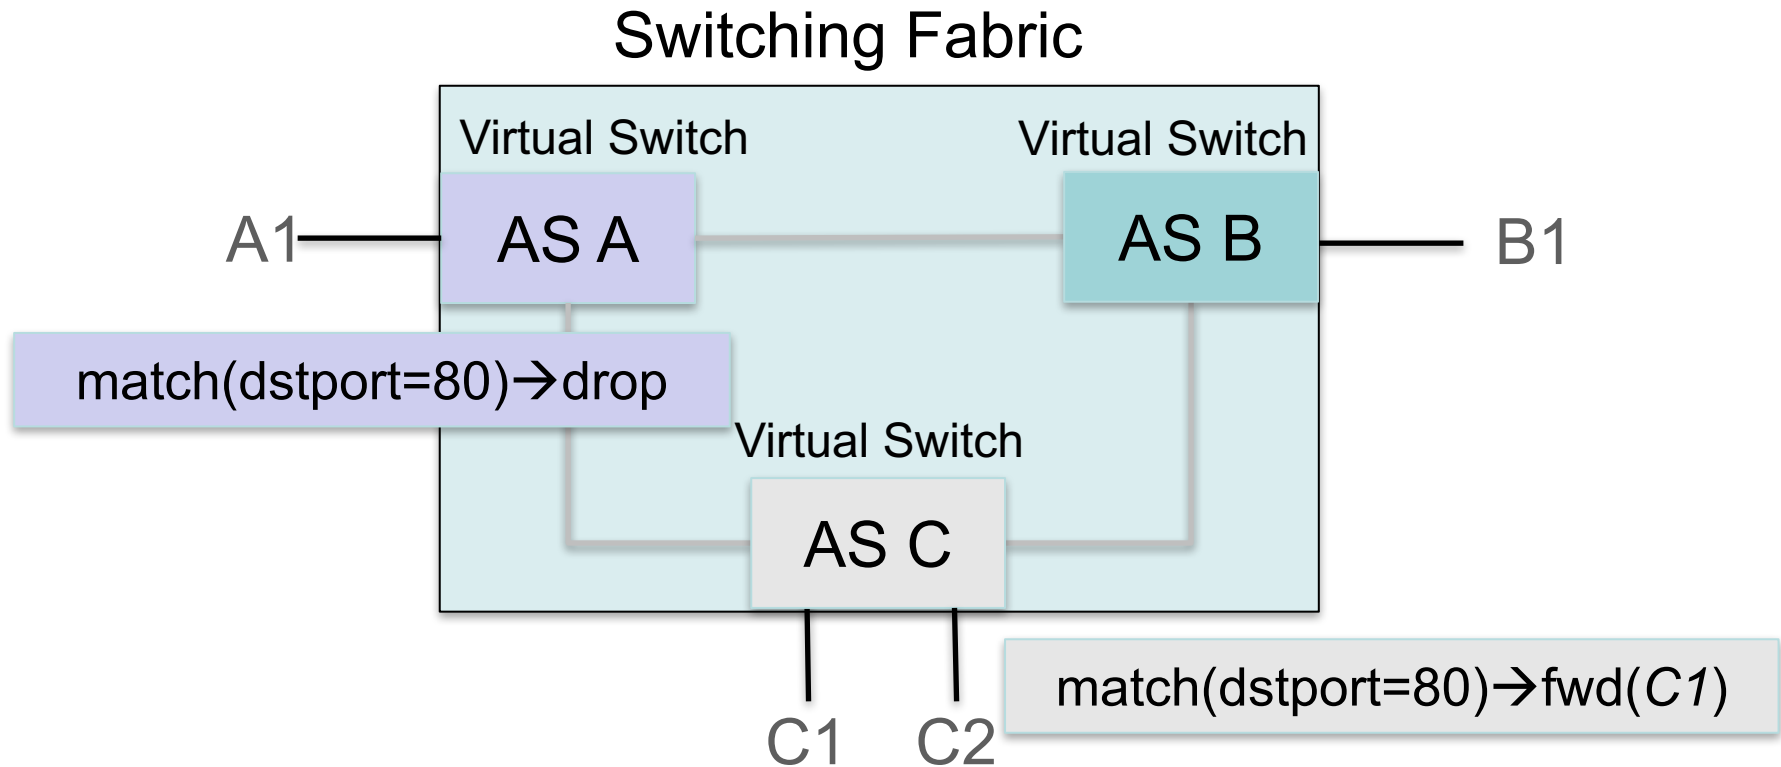 Switching Fabric
Virtual Switch
Virtual Switch
A1
AS A
AS B
B1
match(dstport=80)→drop
Virtual Switch
AS C
match(dstport=80)→fwd(C1)
C1
C2